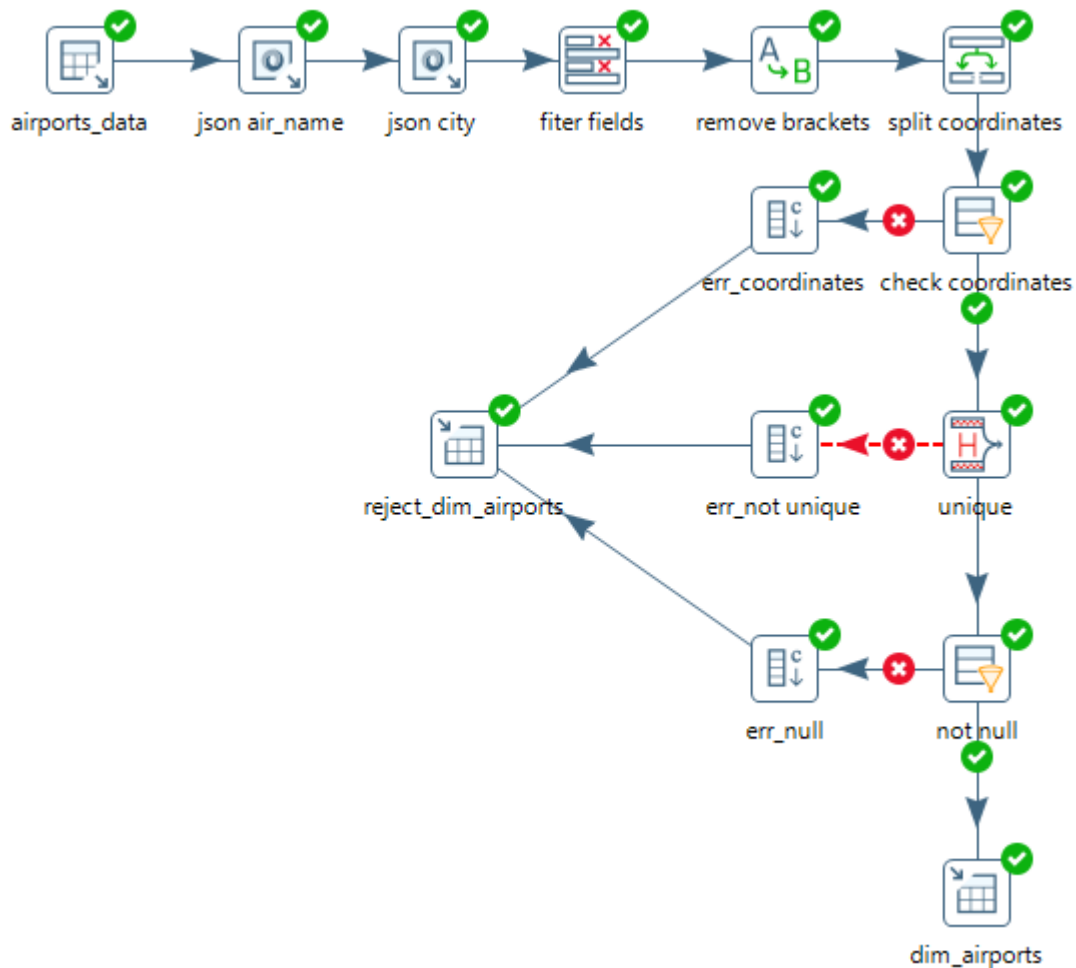 airports_data
json air_name
json city
fiter fields
A
B
remove brackets
split coordinates
c
err_coordinates
check coordinates
c
H
reject_dim_airports
err_not unique
unique
c
err_null
not null
dim_airports